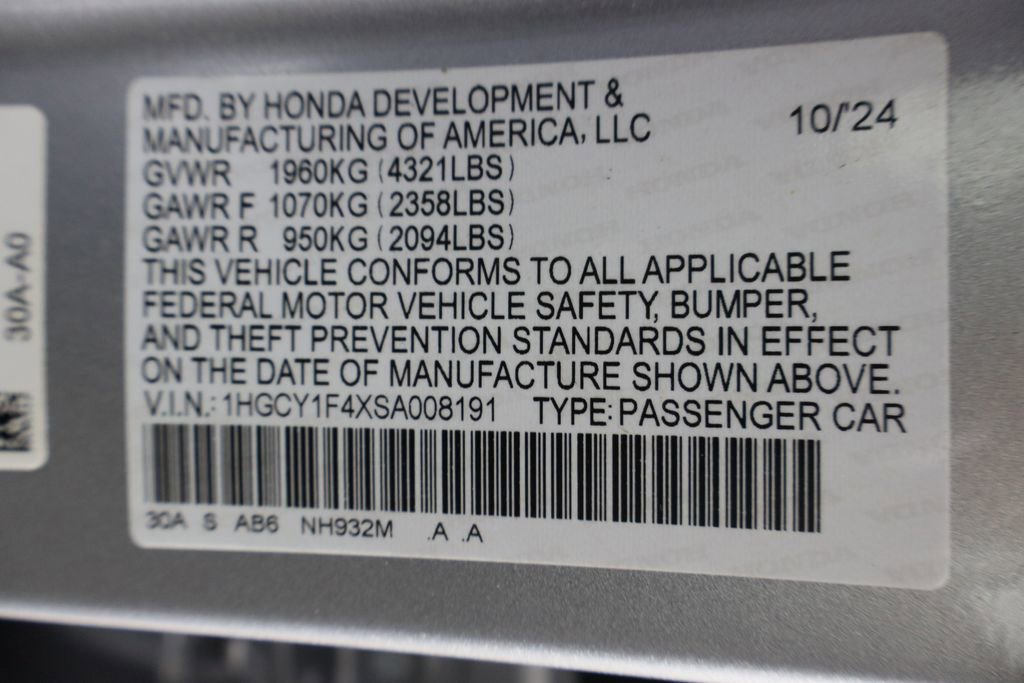 MFD. BY HONDA DEVELOPMENT &
MANUFACTURING OF AMERICA, LLC
10/'24
GVWR 1960KG (4321LBS)
GAWR F 1070KG (2358LBS)
GAWR R 950KG (2094LBS)
THIS VEHICLE CONFORMS TO ALL APPLICABLE
FEDERAL MOTOR VEHICLE SAFETY, BUMPER,
AND THEFT PREVENTION STANDARDS IN EFFECT
ON THE DATE OF MANUFACTURE SHOWN ABOVE.
V.I.N.: 1HGCY1F4XSA008191 TYPE: PASSENGER CAR
30A S AB6 NH932M .A .A
30A-A0